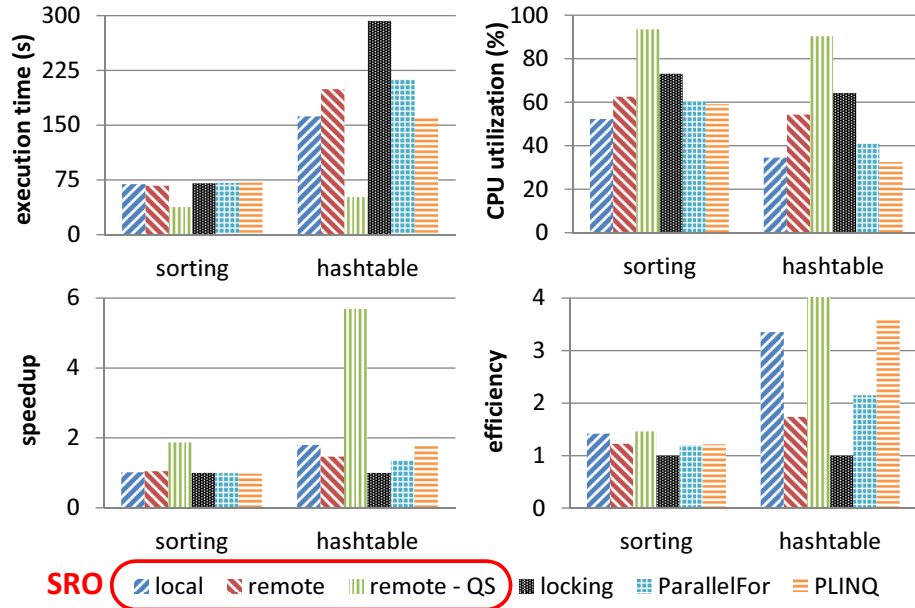 execution time (s)
300
225
150
75
0
sorting hashtable
CPU utilization (%)
100
80
60
40
20
0
sorting hashtable
speedup
6
4
2
0
sorting hashtable
efficiency
4
3
2
1
0
sorting hashtable
SRO local remote remote - QS locking ParallelFor PLINQ